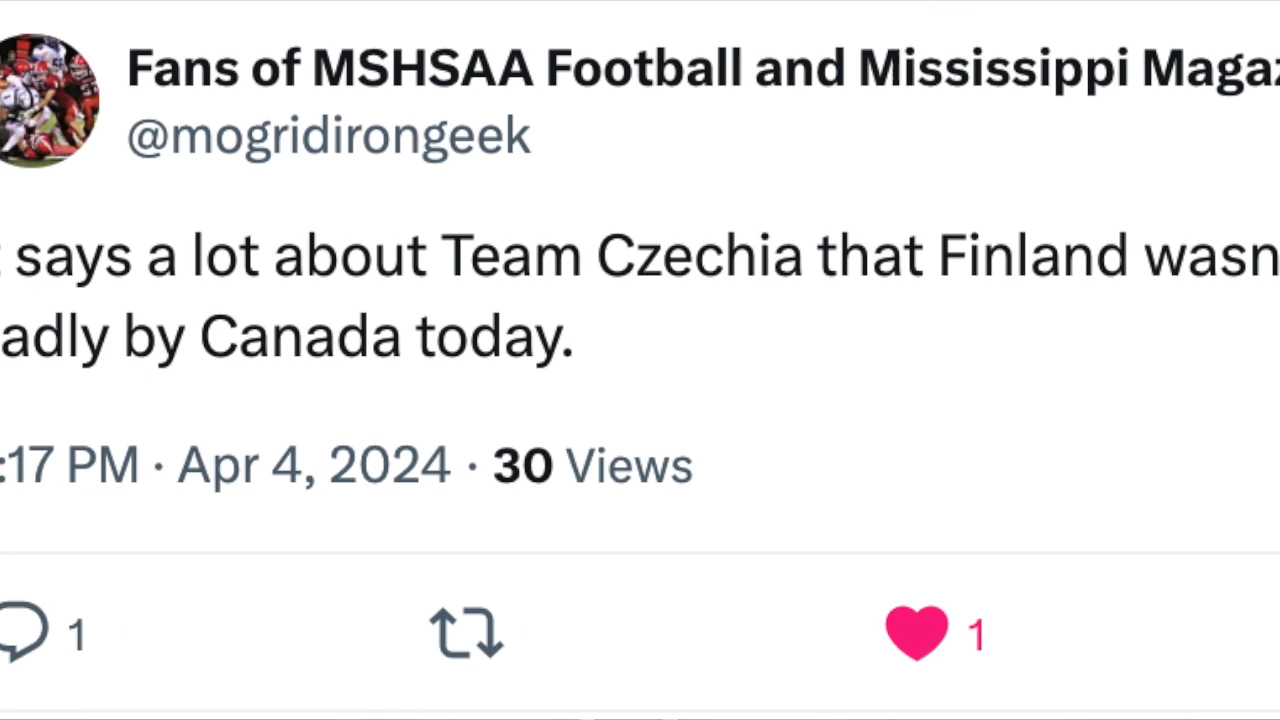 Fans of MSHSAA Football and Mississippi Magaz
@mogridirongeek
says a lot about Team Czechia that Finland wasn
adly by Canada today.
:17 PM · Apr 4, 2024 · 30 Views
1 1